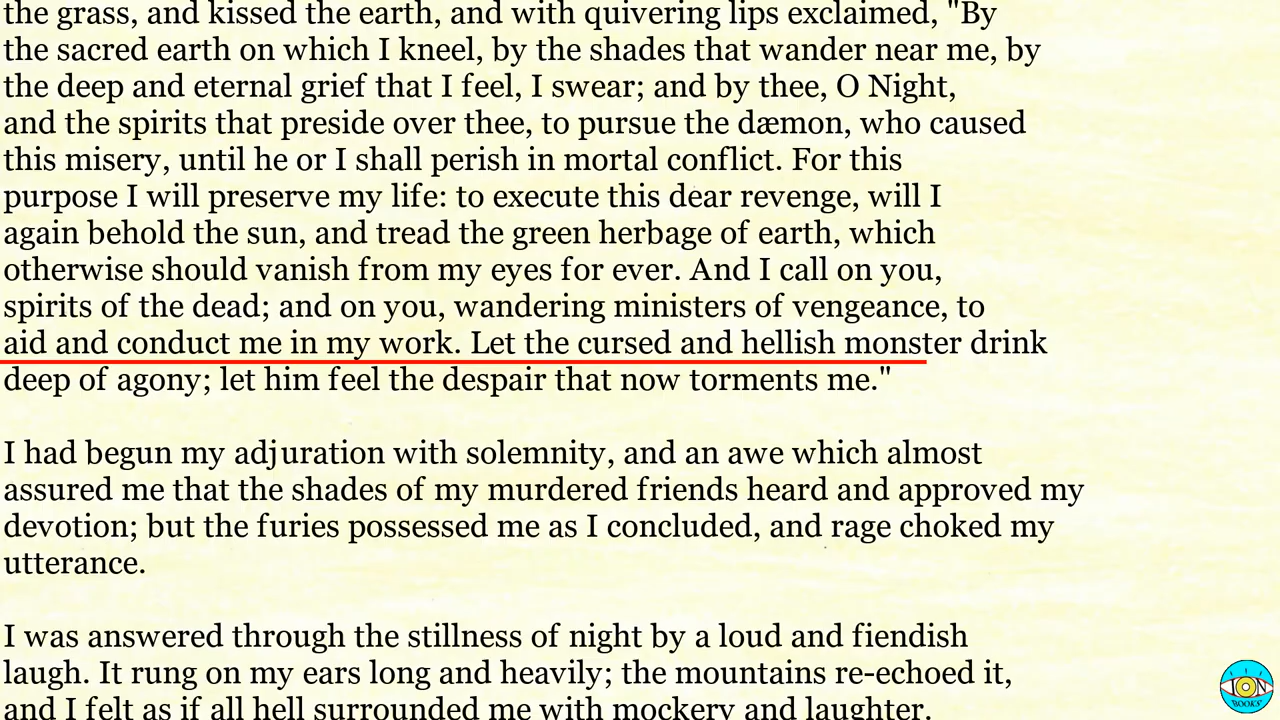 the grass, and kissed the earth, and with quivering lips exclaimed, "By
the sacred earth on which I kneel, by the shades that wander near me, by
the deep and eternal grief that I feel, I swear; and by thee, O Night,
and the spirits that preside over thee, to pursue the dæmon, who caused
this misery, until he or I shall perish in mortal conflict. For this
purpose I will preserve my life: to execute this dear revenge, will I
again behold the sun, and tread the green herbage of earth, which
otherwise should vanish from my eyes for ever. And I call on you,
spirits of the dead; and on you, wandering ministers of vengeance, to
aid and conduct me in my work. Let the cursed and hellish monster drink
deep of agony; let him feel the despair that now torments me."
I had begun my adjuration with solemnity, and an awe which almost
assured me that the shades of my murdered friends heard and approved my
devotion; but the furies possessed me as I concluded, and rage choked my
utterance.
I was answered through the stillness of night by a loud and fiendish
laugh. It rung on my ears long and heavily; the mountains re-echoed it,
and I felt as if all hell surrounded me with mockery and laughter.
ION
BOOKS